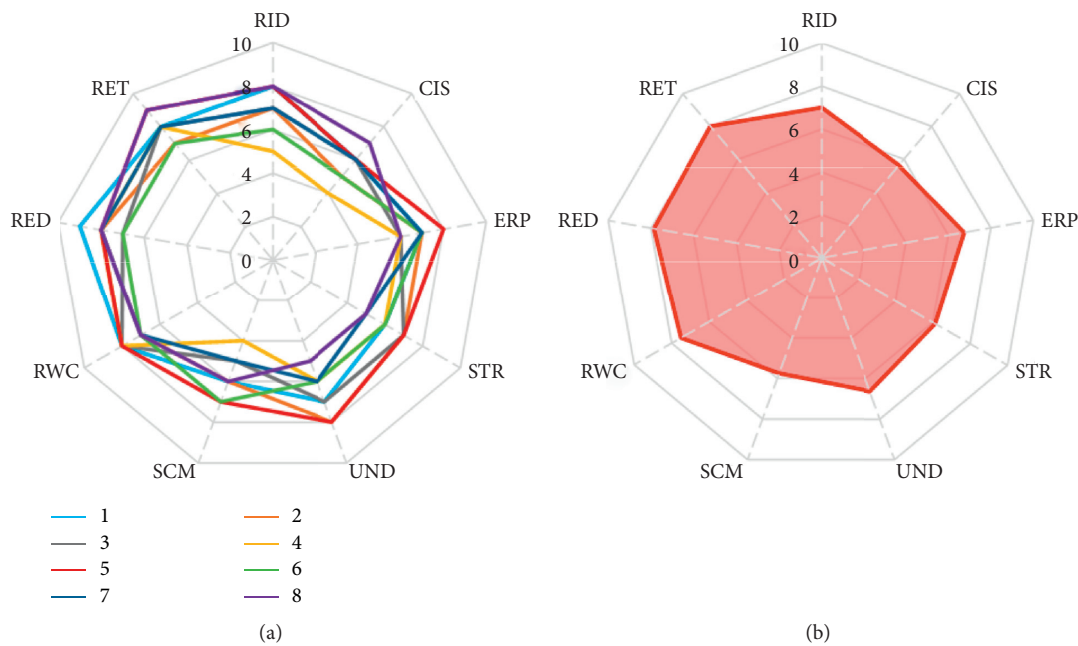 RID
10
CIS
8
6
4
2
0
ERP
STR
UND
SCM
RWC
RED
RET
1
2
3
4
5
6
7
8
(a)
RID
10
CIS
8
6
4
2
0
ERP
STR
UND
SCM
RWC
RED
RET
(b)